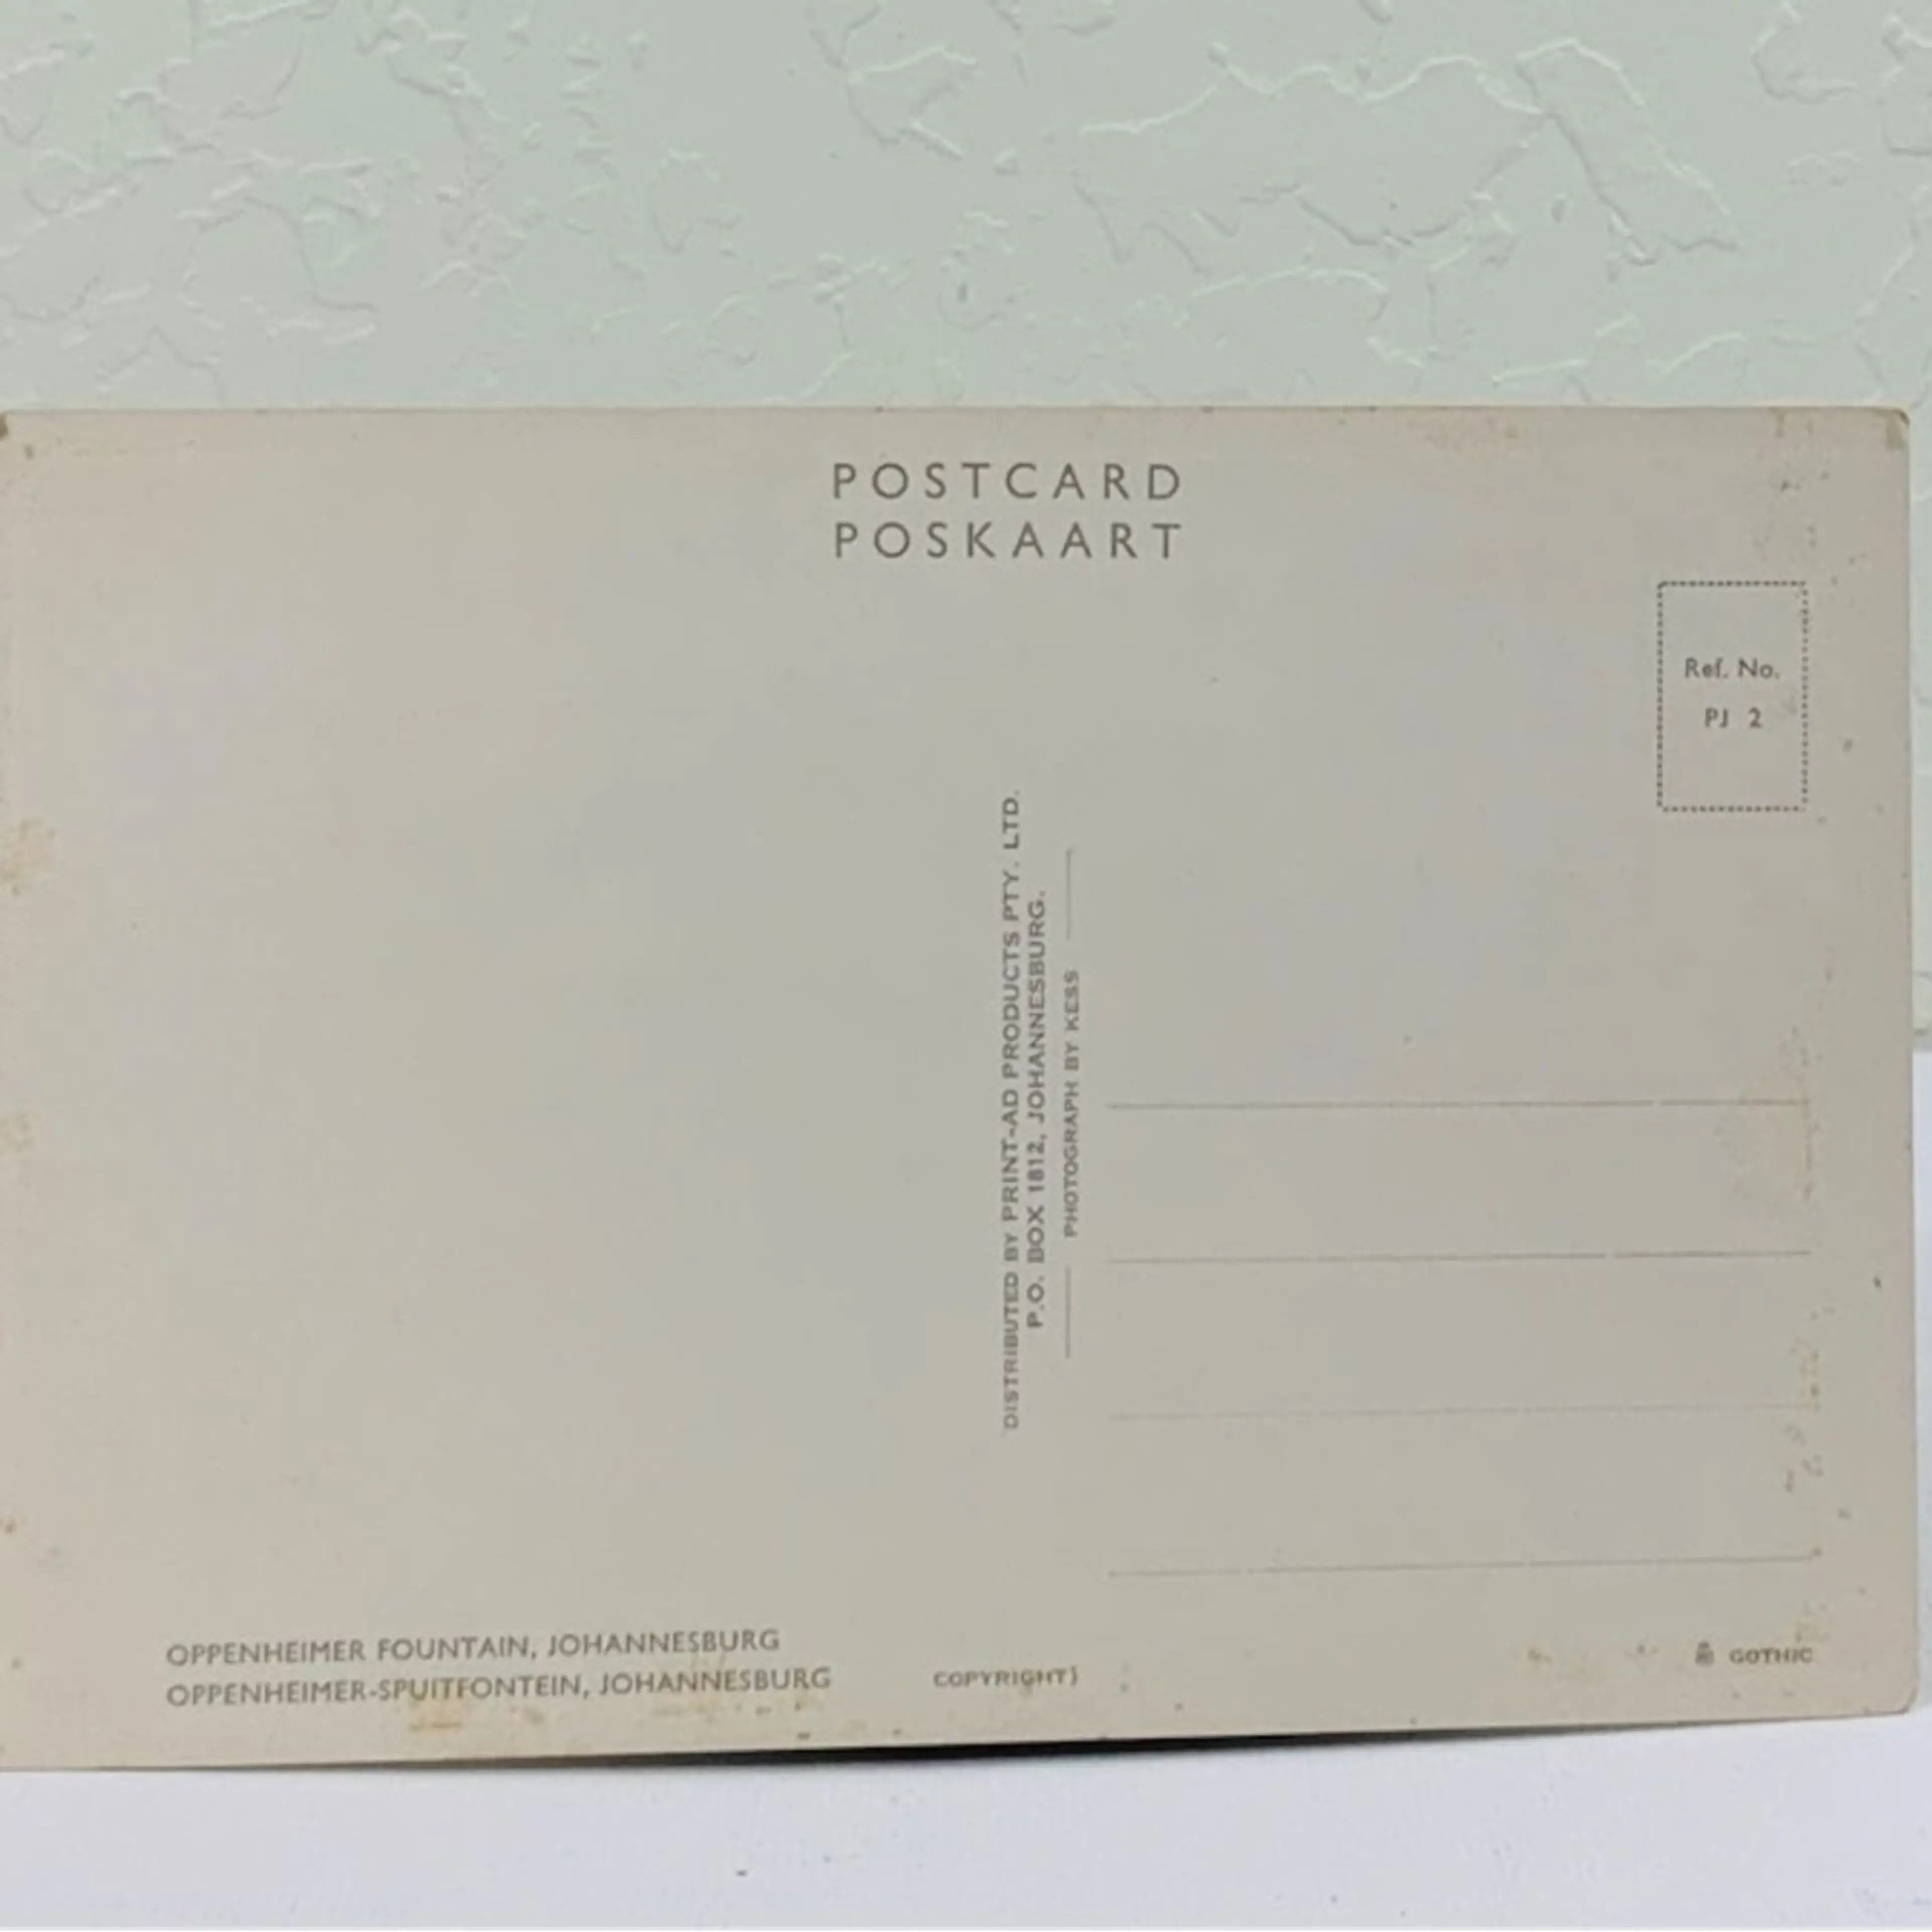 POSTCARD
POSKAART
Ref. No.
PJ 2
DISTRIBUTED BY PRINT-AD PRODUCTS PTY. LTD.
P.O. BOX 1812, JOHANNESBURG.
PHOTOGRAPH BY KESS
OPPENHEIMER FOUNTAIN, JOHANNESBURG
OPPENHEIMER-SPUITFONTEIN, JOHANNESBURG
COPYRIGHT)
GOTHIC